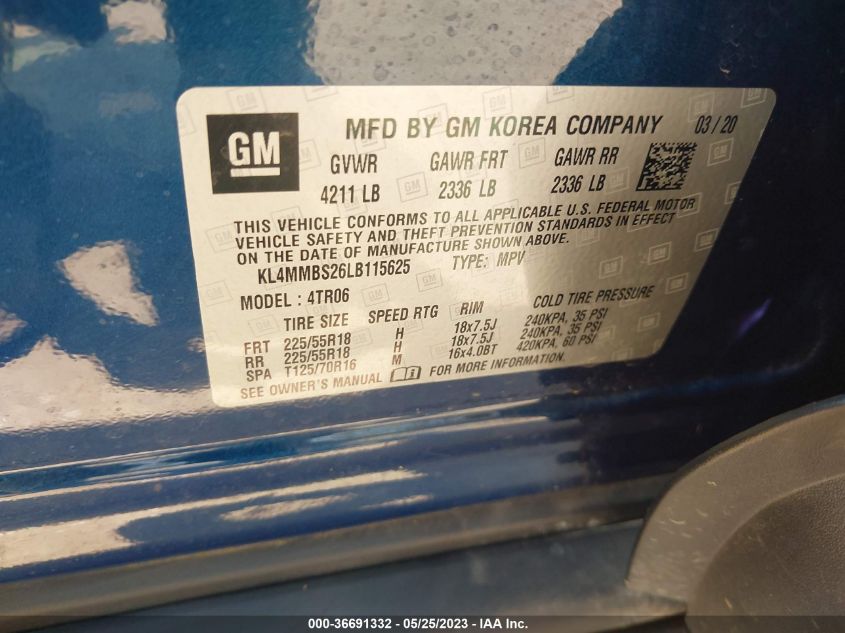 GM
MFD BY GM KOREA COMPANY 03/20
GVWR GAWR FRT GAWR RR
4211 LB 2336 LB 2336 LB
THIS VEHICLE CONFORMS TO ALL APPLICABLE U.S. FEDERAL MOTOR
VEHICLE SAFETY AND THEFT PREVENTION STANDARDS IN EFFECT
ON THE DATE OF MANUFACTURE SHOWN ABOVE.
KL4MMBS26LB115625 TYPE: MPV
MODEL : 4TR06
TIRE SIZE SPEED RTG RIM COLD TIRE PRESSURE
FRT 225/55R18 H 18x7.5J 240KPA, 35 PSI
RR 225/55R18 H 18x7.5J 240KPA, 35 PSI
SPA T125/70R16 M 16x4.0BT 420KPA, 60 PSI
SEE OWNER'S MANUAL FOR MORE INFORMATION
000-36691332 - 05/25/2023 - IAA Inc.